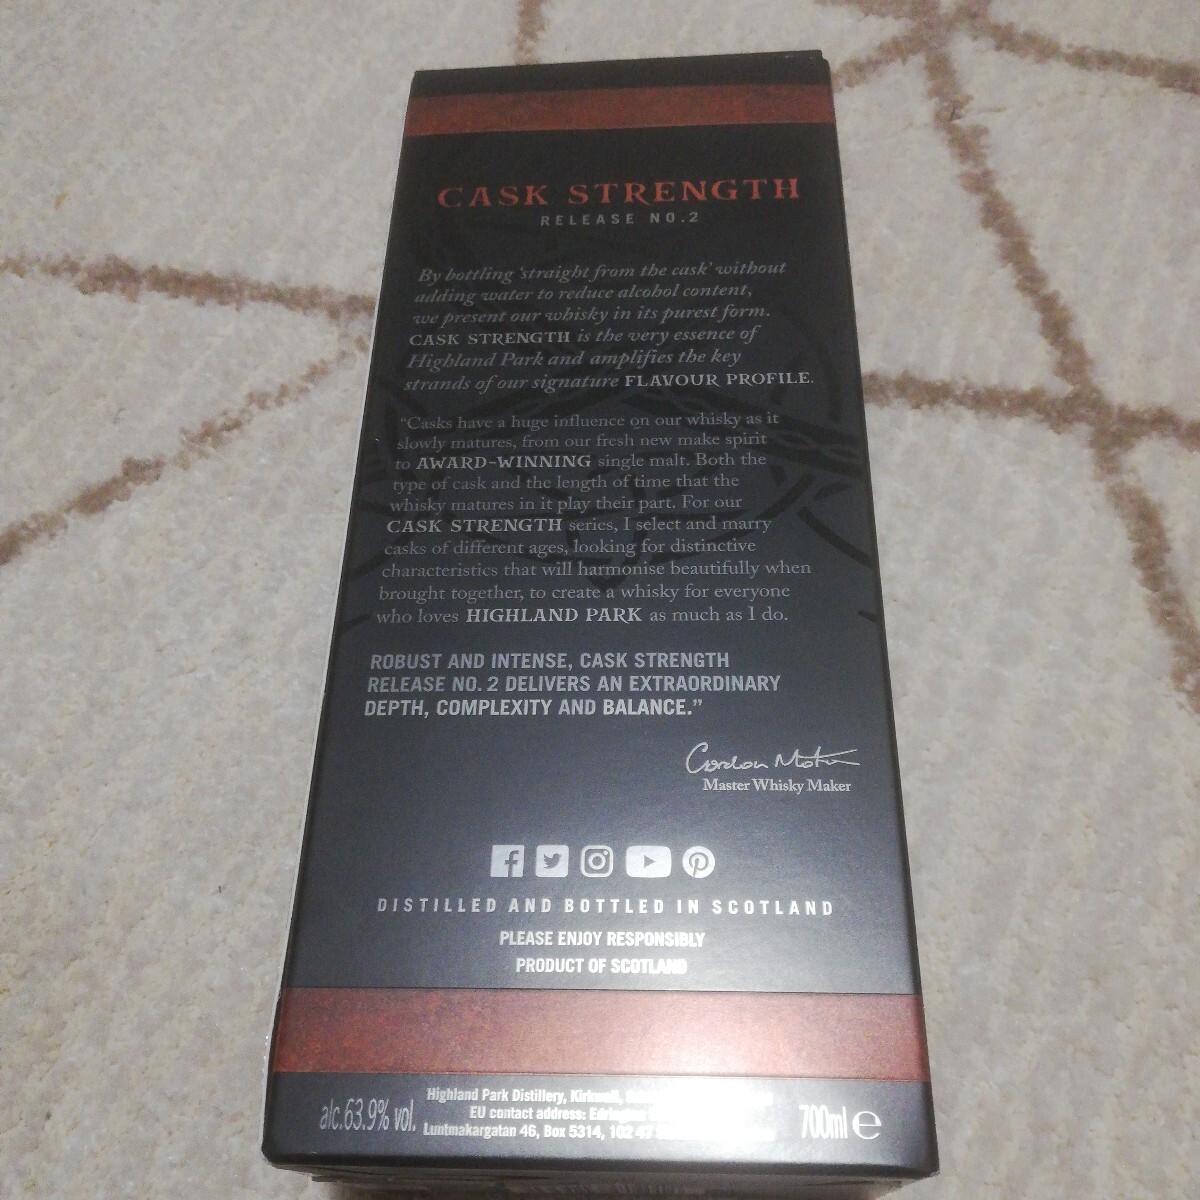 CASK STRENGTH
RELEASE NO.2
By bottling 'straight from the cask' without
adding water to reduce alcohol content,
we present our whisky in its purest form.
CASK STRENGTH is the very essence of
Highland Park and amplifies the key
strands of our signature FLAVOUR PROFILE.
"Casks have a huge influence on our whisky as it
slowly matures, from our fresh new make spirit
to AWARD-WINNING single malt. Both the
type of cask and the length of time that the
whisky matures in it play their part. For our
CASK STRENGTH series, I select and marry
casks of different ages, looking for distinctive
characteristics that will harmonise beautifully when
brought together, to create a whisky for everyone
who loves HIGHLAND PARK as much as I do.
ROBUST AND INTENSE, CASK STRENGTH
RELEASE NO. 2 DELIVERS AN EXTRAORDINARY
DEPTH, COMPLEXITY AND BALANCE."
Gordon Motion
Master Whisky Maker
DISTILLED AND BOTTLED IN SCOTLAND
PLEASE ENJOY RESPONSIBLY
PRODUCT OF SCOTLAND
alc.63.9% vol.
Highland Park Distillery, Kirkwall,
EU contact address: Edrington
Luntmakargatan 46, Box 5314, 102 47
700ml e